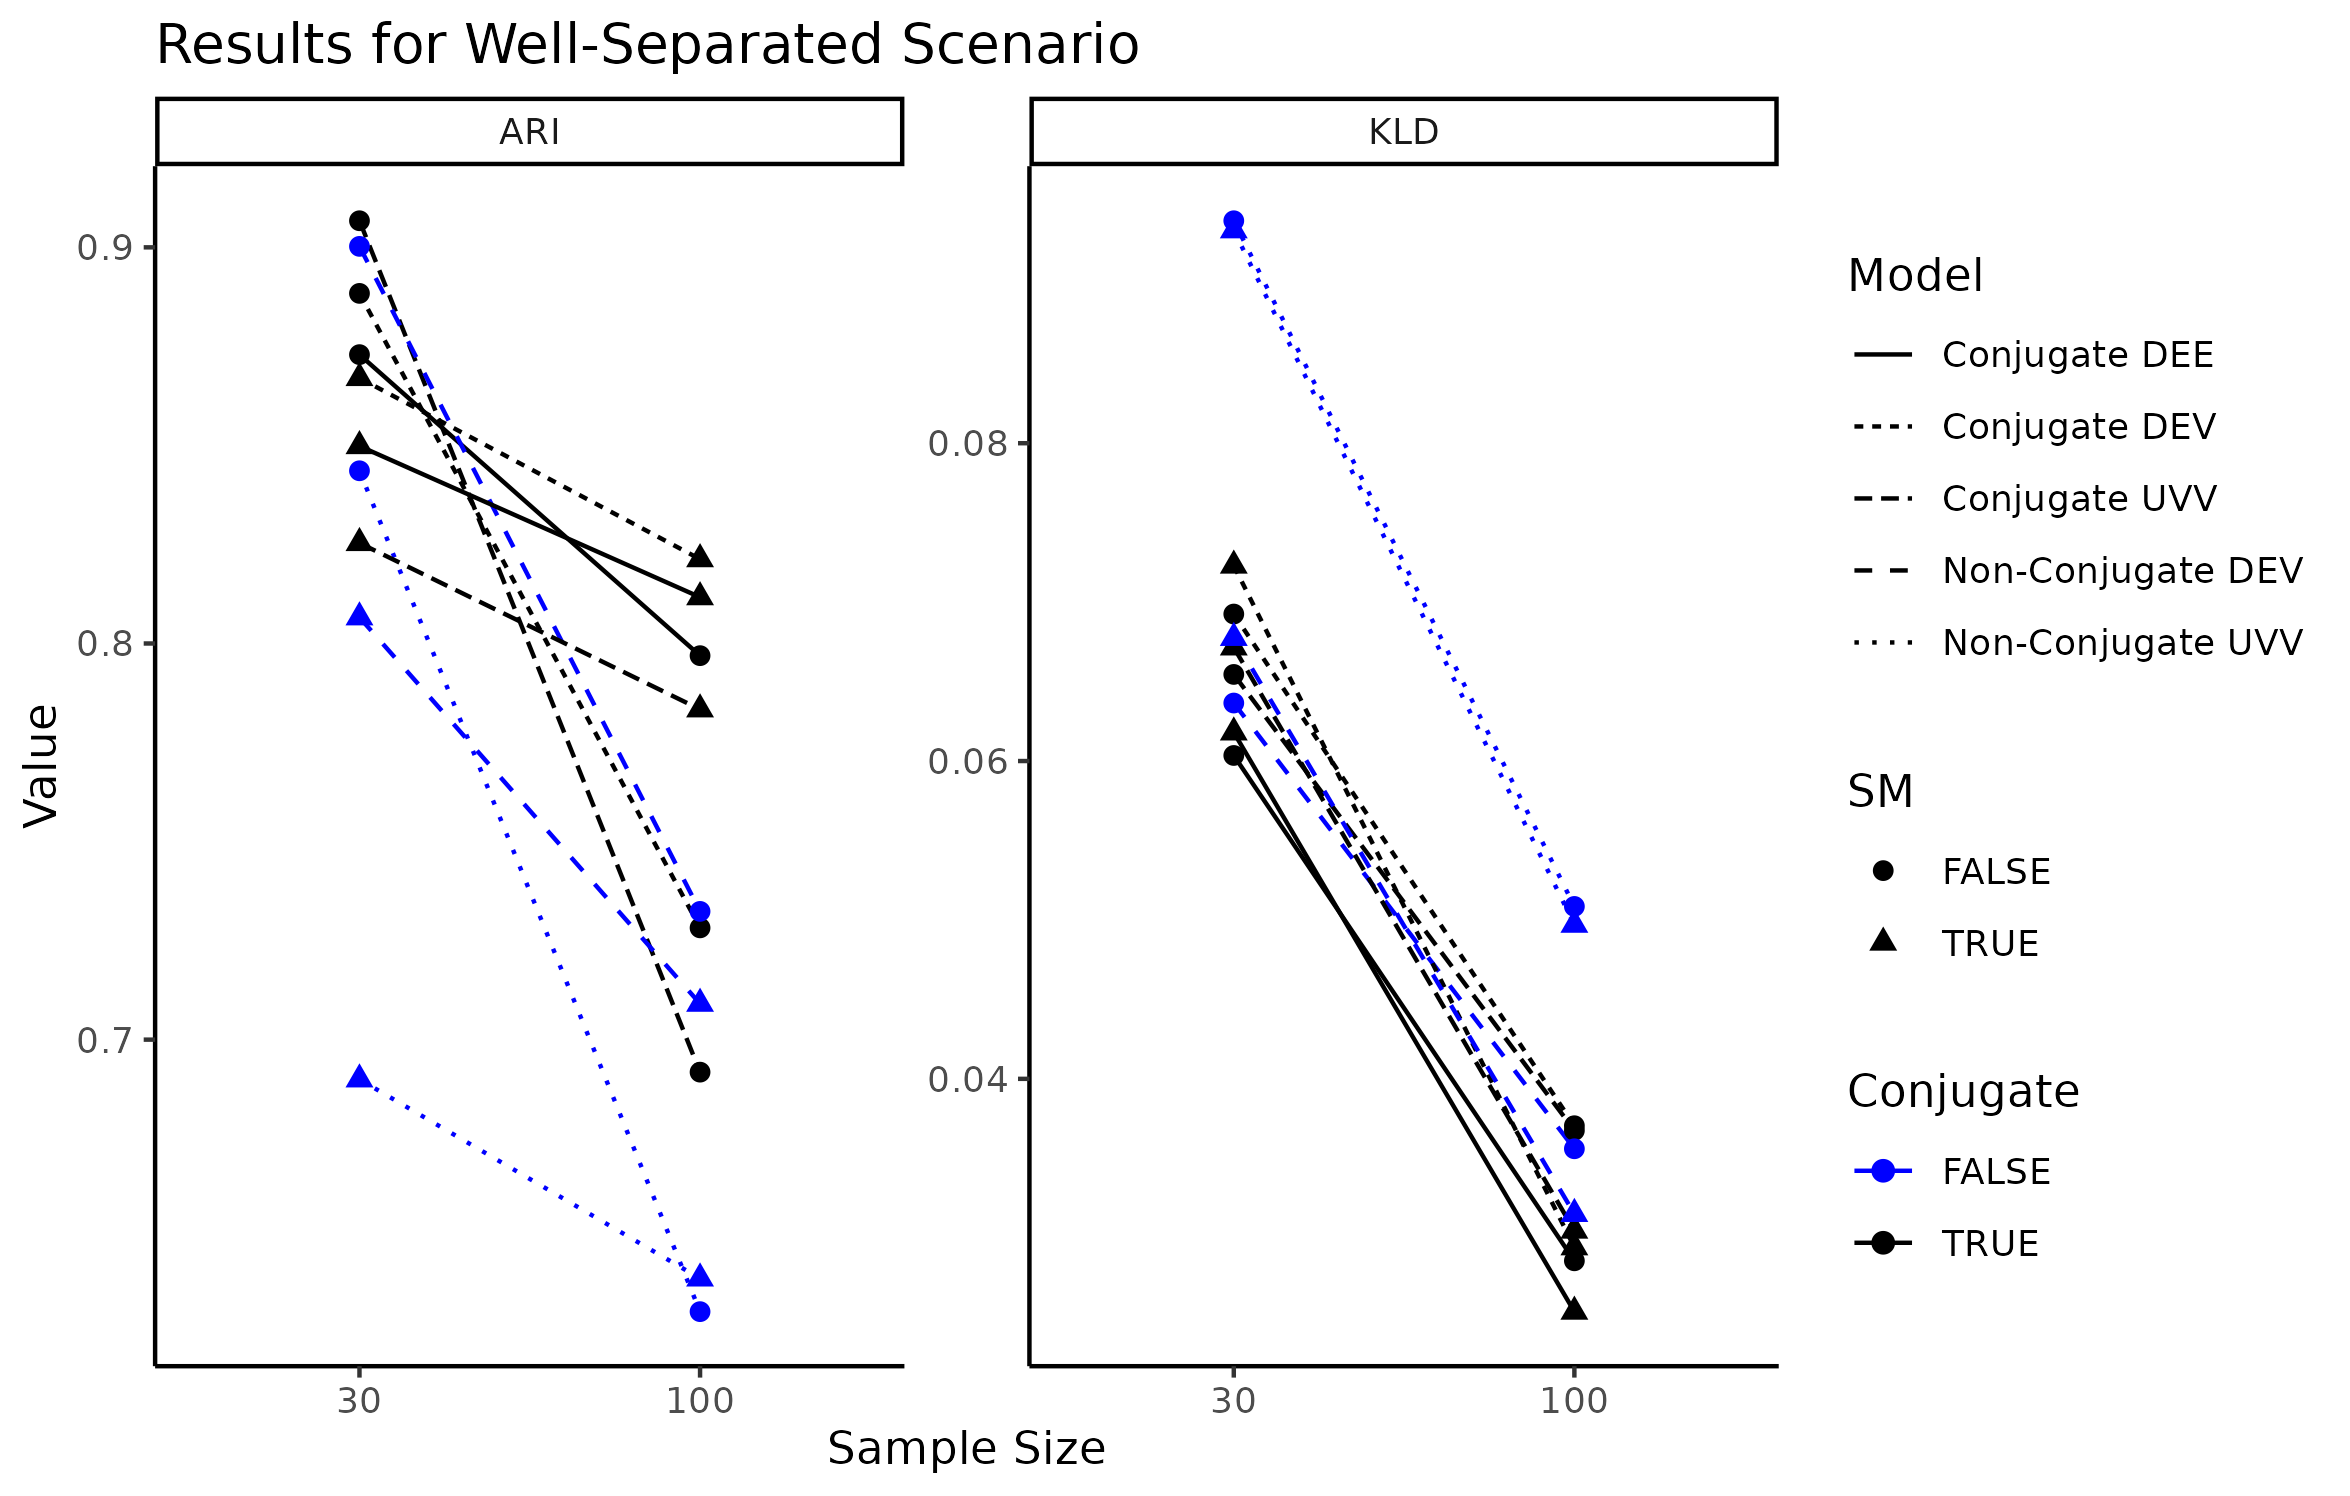 Results for Well-Separated Scenario
ARI
KLD
0.9
0.8
0.7
0.08
0.06
0.04
30
100
30
100
Value
Sample Size
Model
Conjugate DEE
Conjugate DEV
Conjugate UVV
Non-Conjugate DEV
Non-Conjugate UVV
SM
FALSE
TRUE
Conjugate
FALSE
TRUE